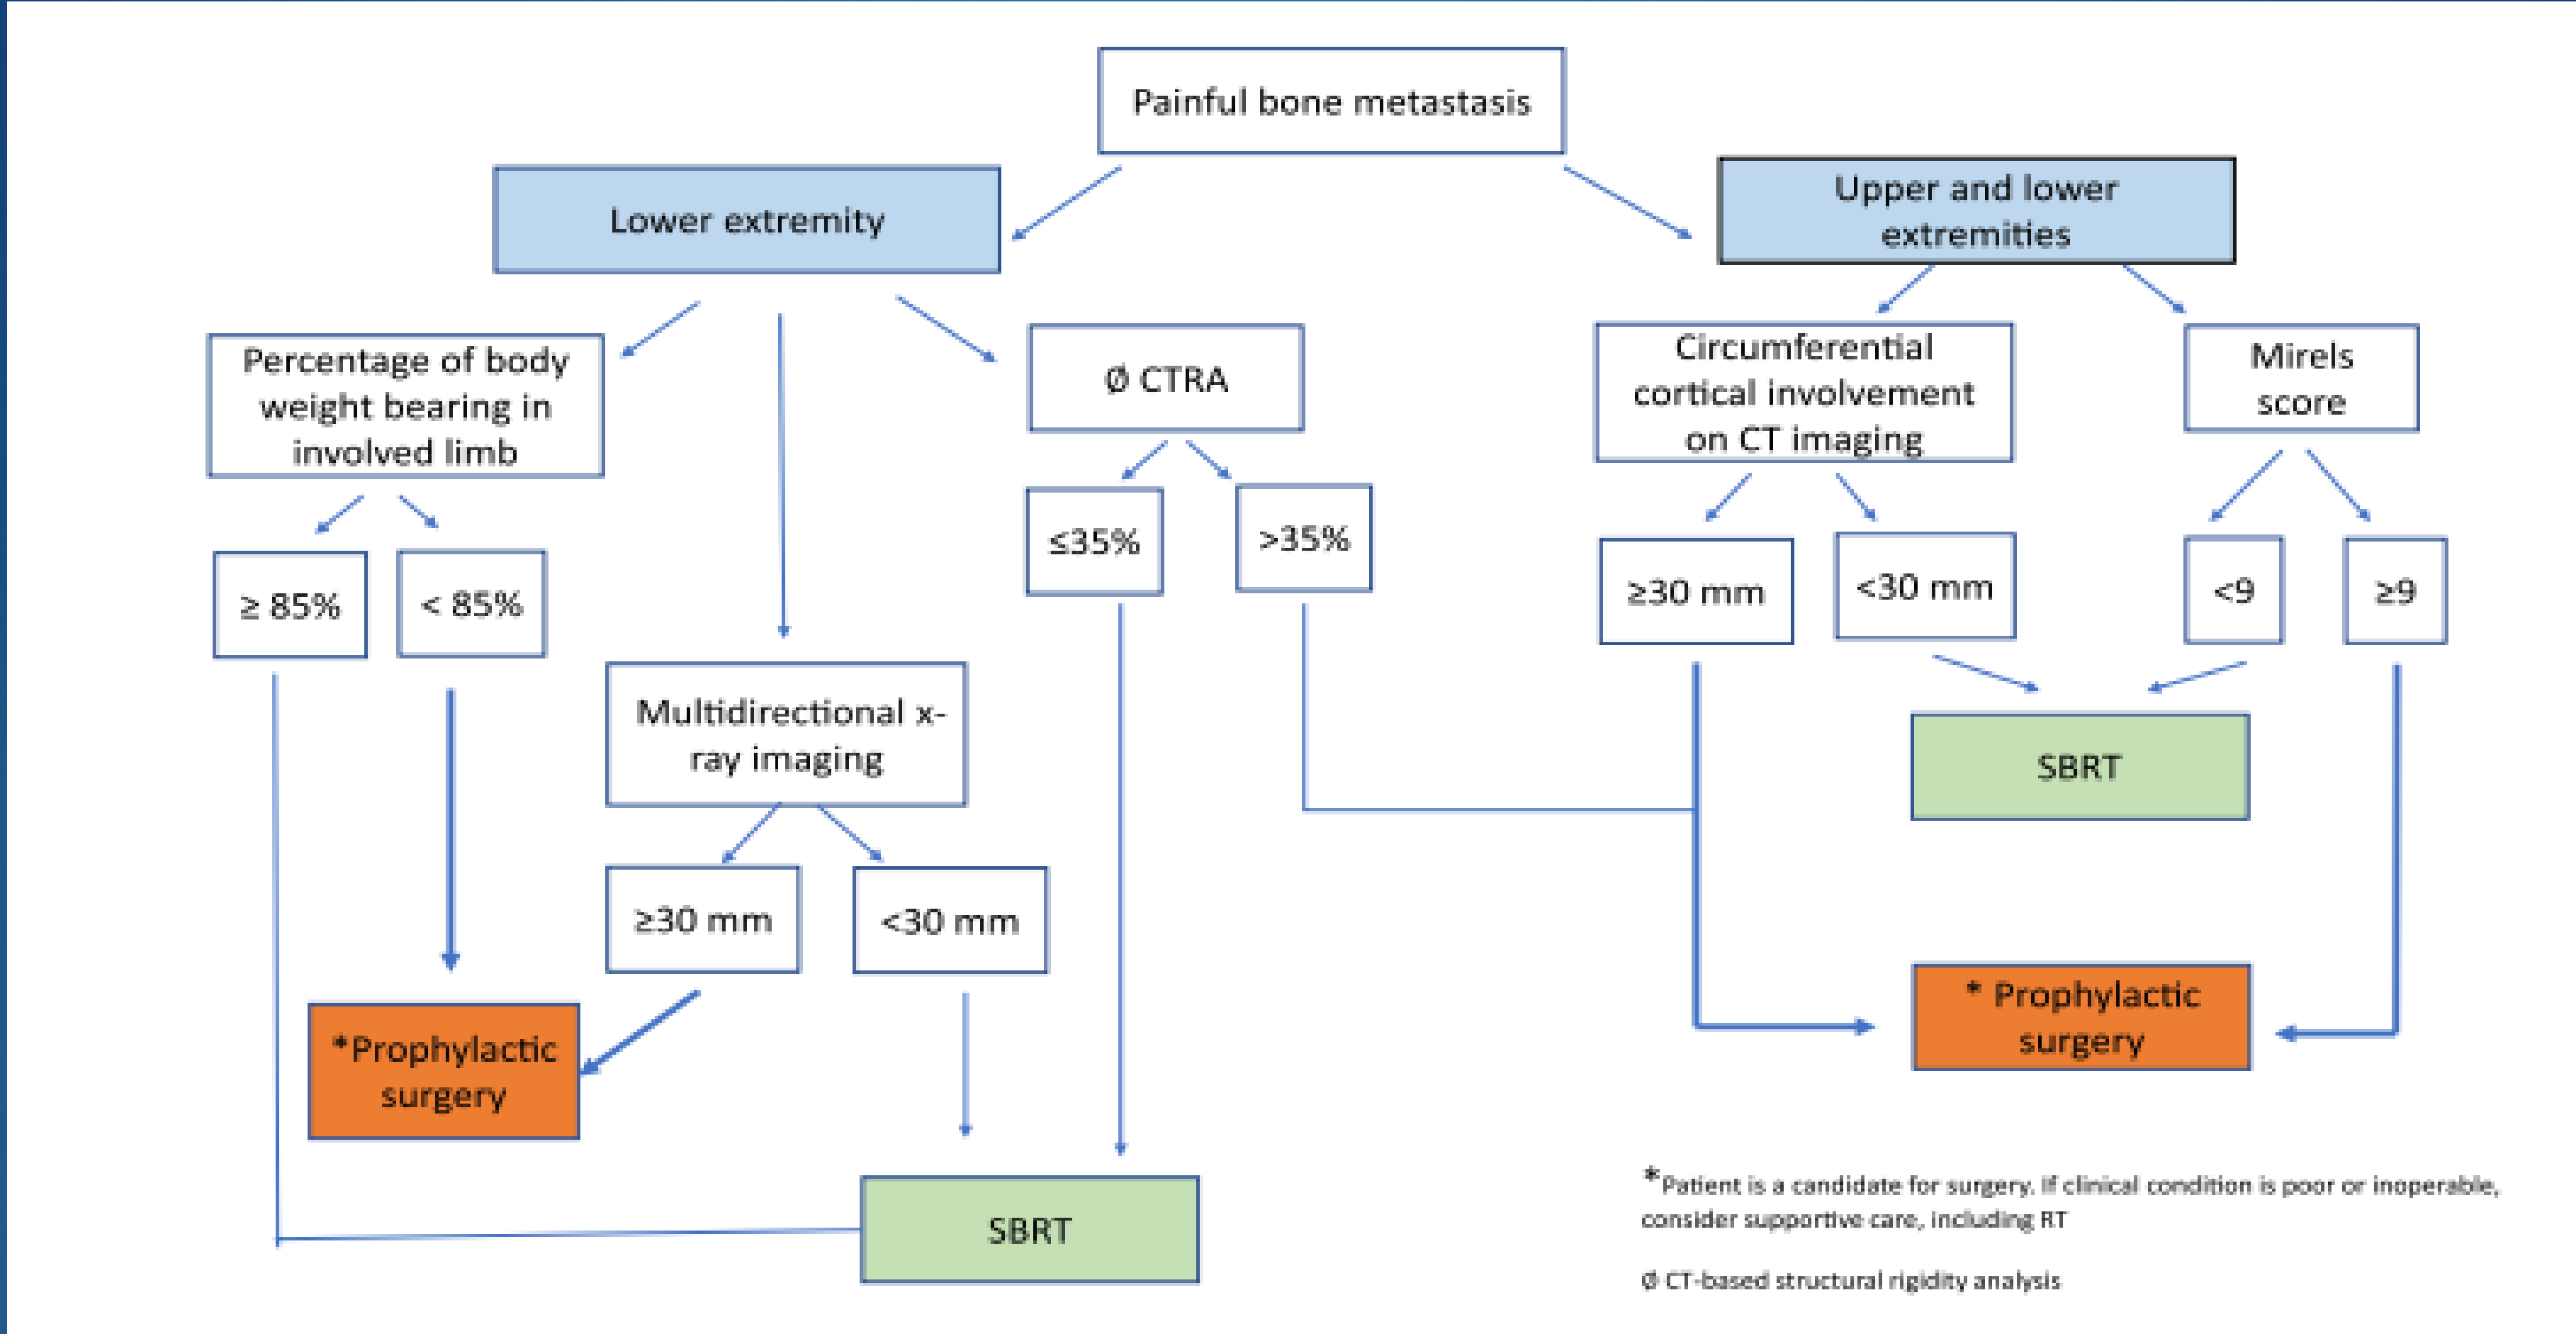 Painful bone metastasis
Lower extremity
Upper and lower
extremities
Percentage of body
weight bearing in
involved limb
Ø CTRA
Circumferential
cortical involvement
on CT imaging
Mirels
score
≥ 85%
< 85%
≤35%
>35%
≥30 mm
<30 mm
<9
≥9
Multidirectional x-
ray imaging
≥30 mm
<30 mm
SBRT
*Prophylactic
surgery
* Prophylactic
surgery
SBRT
*Patient is a candidate for surgery. If clinical condition is poor or inoperable,
consider supportive care, including RT
Ø CT-based structural rigidity analysis